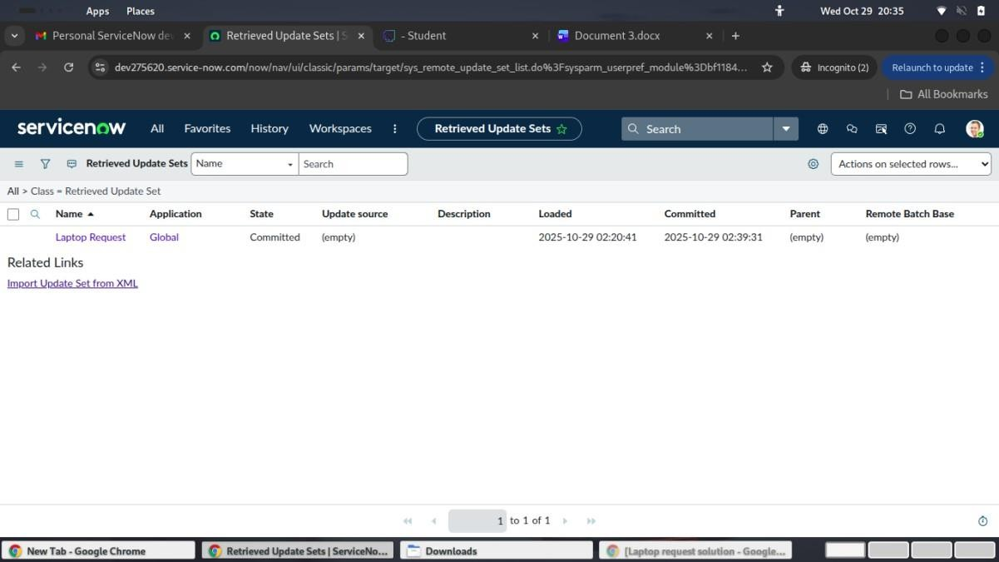 Apps Places Wed Oct 29 20:35
Personal ServiceNow dev Retrieved Update Sets | S - Student Document 3.docx
dev275620.service-now.com/now/nav/ui/classic/params/target/sys_remote_update_set_list.do%3Fsysparm_userpref_module%3Dbf1184... Incognito (2) Relaunch to update
All Bookmarks
servicenow All Favorites History Workspaces Retrieved Update Sets Search
Retrieved Update Sets Name Search Actions on selected rows...
All > Class = Retrieved Update Set
Name Application State Update source Description Loaded Committed Parent Remote Batch Base
Laptop Request Global Committed (empty) 2025-10-29 02:20:41 2025-10-29 02:39:31 (empty) (empty)
Related Links
Import Update Set from XML
1 to 1 of 1
New Tab - Google Chrome Retrieved Update Sets | ServiceNo... Downloads [Laptop request solution - Google...